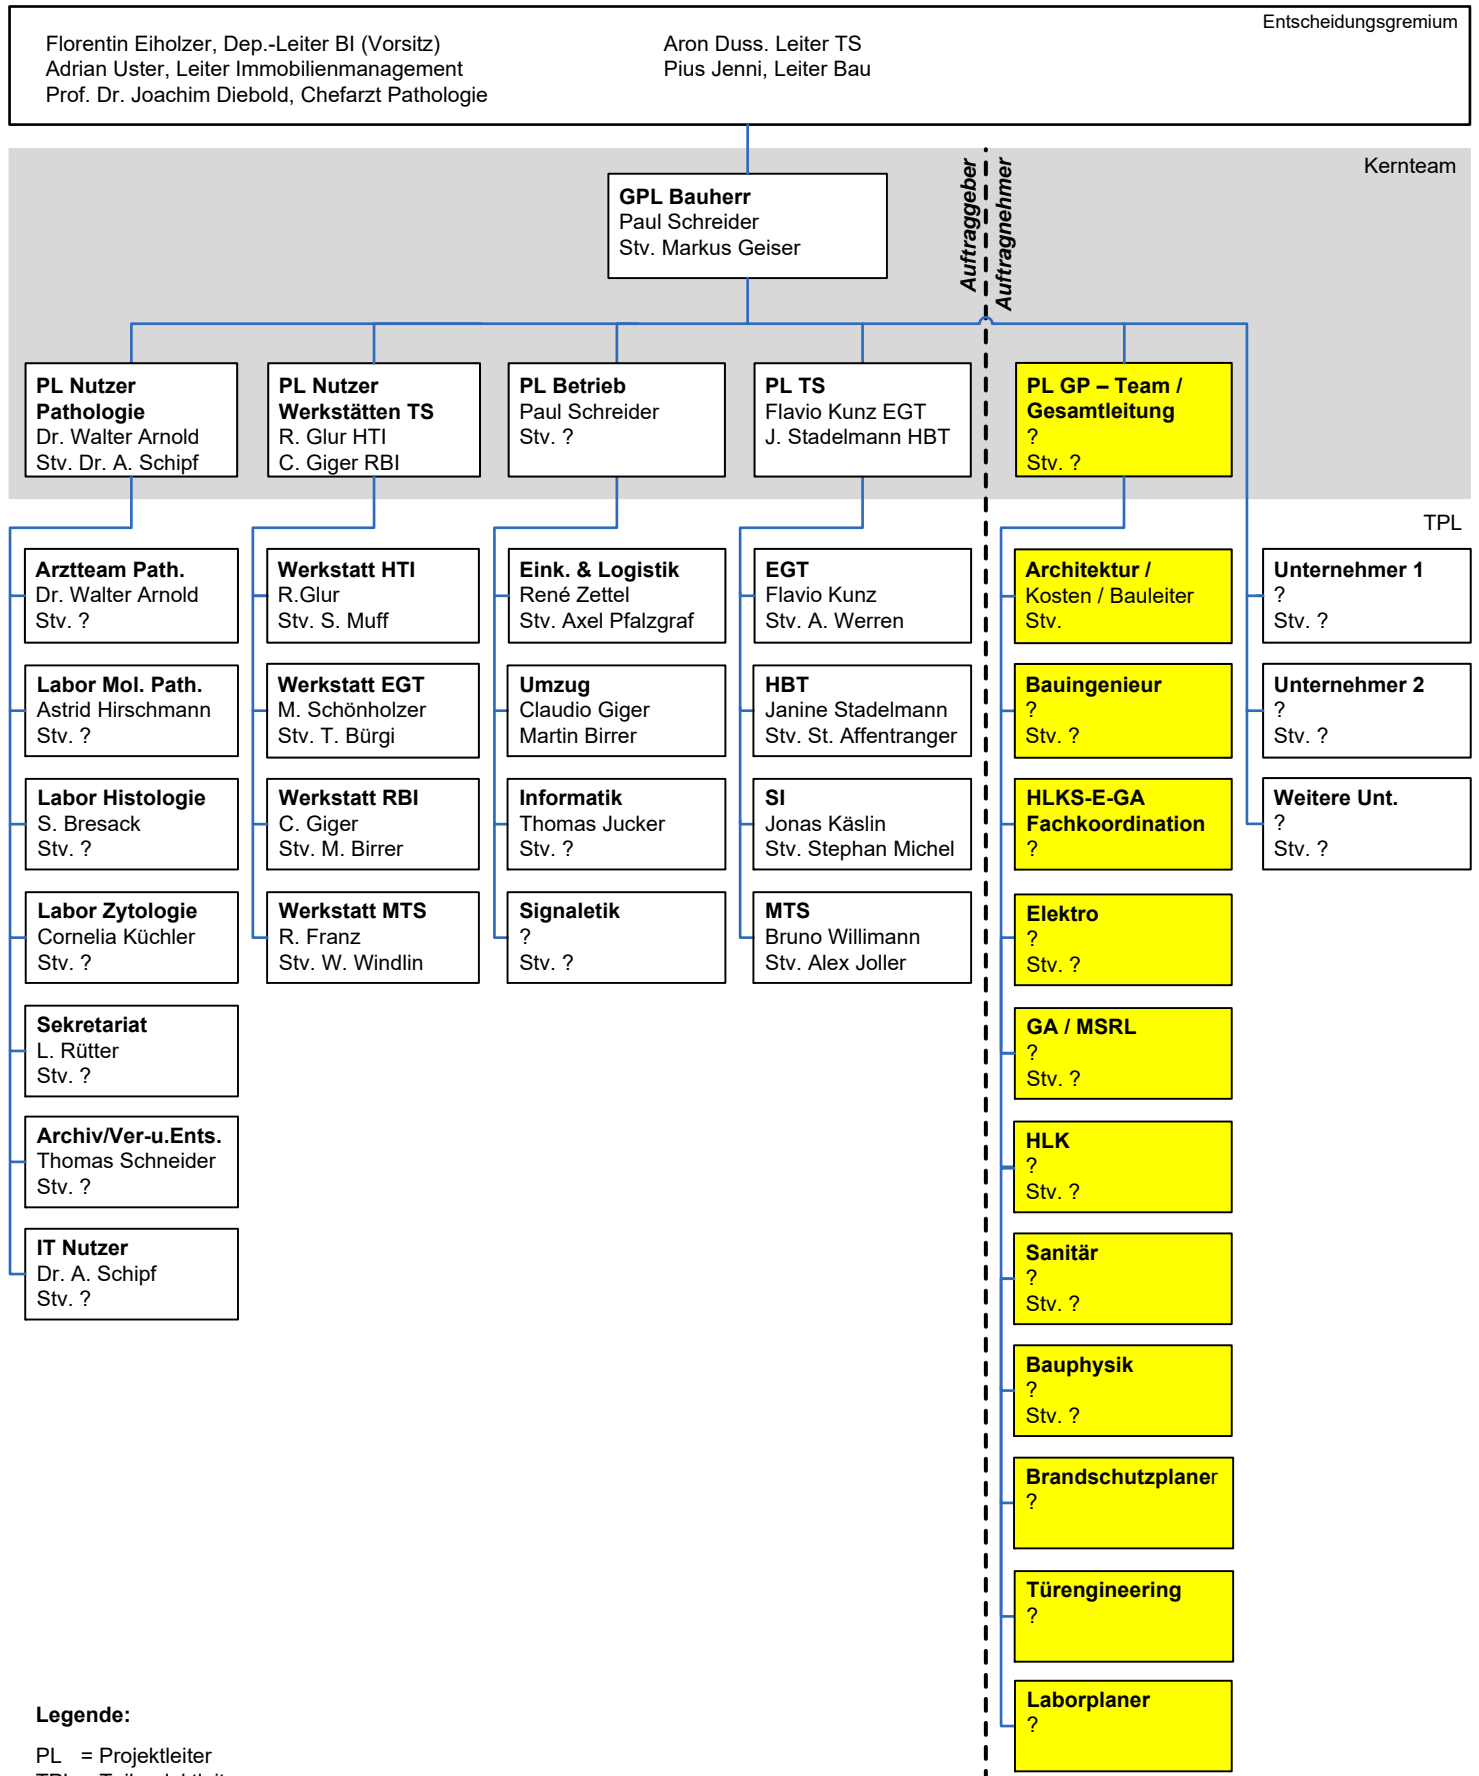 Entscheidungsgremium
Florentin Eiholzer, Dep.-Leiter BI (Vorsitz)
Adrian Uster, Leiter Immobilienmanagement
Prof. Dr. Joachim Diebold, Chefarzt Pathologie
Aron Duss. Leiter TS
Pius Jenni, Leiter Bau
Kernteam
Auftraggeber
Auftragnehmer
GPL Bauherr
Paul Schreider
Stv. Markus Geiser
PL Nutzer
Pathologie
Dr. Walter Arnold
Stv. Dr. A. Schipf
PL Nutzer
Werkstätten TS
R. Glur HTI
C. Giger RBI
PL Betrieb
Paul Schreider
Stv. ?
PL TS
Flavio Kunz EGT
J. Stadelmann HBT
PL GP – Team /
Gesamtleitung
?
Stv. ?
TPL
Arztteam Path.
Dr. Walter Arnold
Stv. ?
Labor Mol. Path.
Astrid Hirschmann
Stv. ?
Labor Histologie
S. Bresack
Stv. ?
Labor Zytologie
Cornelia Küchler
Stv. ?
Sekretariat
L. Rütter
Stv. ?
Archiv/Ver-u.Ents.
Thomas Schneider
Stv. ?
IT Nutzer
Dr. A. Schipf
Stv. ?
Werkstatt HTI
R.Glur
Stv. S. Muff
Werkstatt EGT
M. Schönholzer
Stv. T. Bürgi
Werkstatt RBI
C. Giger
Stv. M. Birrer
Werkstatt MTS
R. Franz
Stv. W. Windlin
Eink. & Logistik
René Zettel
Stv. Axel Pfalzgraf
Umzug
Claudio Giger
Martin Birrer
Informatik
Thomas Jucker
Stv. ?
Signaletik
?
Stv. ?
EGT
Flavio Kunz
Stv. A. Werren
HBT
Janine Stadelmann
Stv. St. Affentranger
SI
Jonas Käslin
Stv. Stephan Michel
MTS
Bruno Willimann
Stv. Alex Joller
Architektur /
Kosten / Bauleiter
Stv.
Bauingenieur
?
Stv. ?
HLKS-E-GA
Fachkoordination
?
Elektro
?
Stv. ?
GA / MSRL
?
Stv. ?
HLK
?
Stv. ?
Sanitär
?
Stv. ?
Bauphysik
?
Stv. ?
Brandschutzplaner
?
Türengineering
?
Laborplaner
?
Unternehmer 1
?
Stv. ?
Unternehmer 2
?
Stv. ?
Weitere Unt.
?
Stv. ?
Legende:
PL = Projektleiter